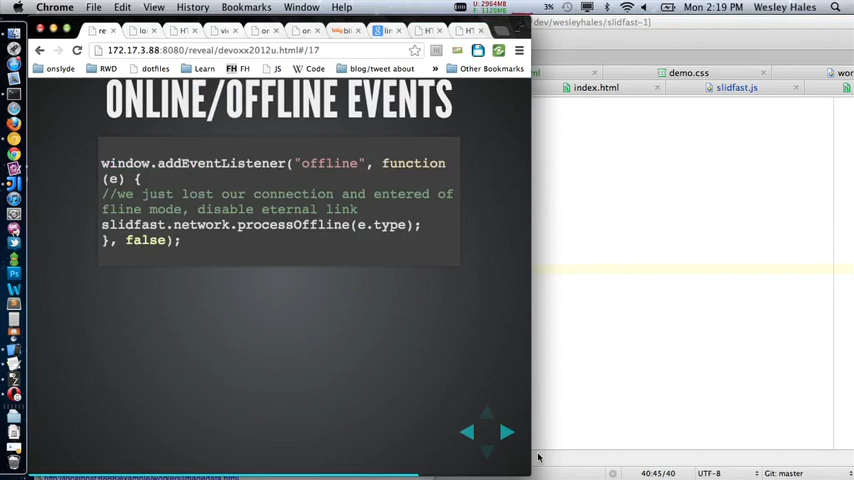 Chrome File Edit View History Bookmarks Window Help
U: 2964MB
F: 1128MB
3%
Mon 2:19 PM Wesley Hales
dev/wesleyhales/slidfast-1]
172.17.3.88:8080/reveal/devoxx2012u.html#/17
onslyde dotfiles Learn JS blog/tweet about » Other Bookmarks
RWD FH FH Code
demo.css
index.html slidfast.js
ONLINE/OFFLINE EVENTS
window.addEventListener("offline", function
(e) {
//we just lost our connection and entered of
fline mode, disable eternal link
slidfast.network.processOffline(e.type);
}, false);
40:45/40 UTF-8 Git: master